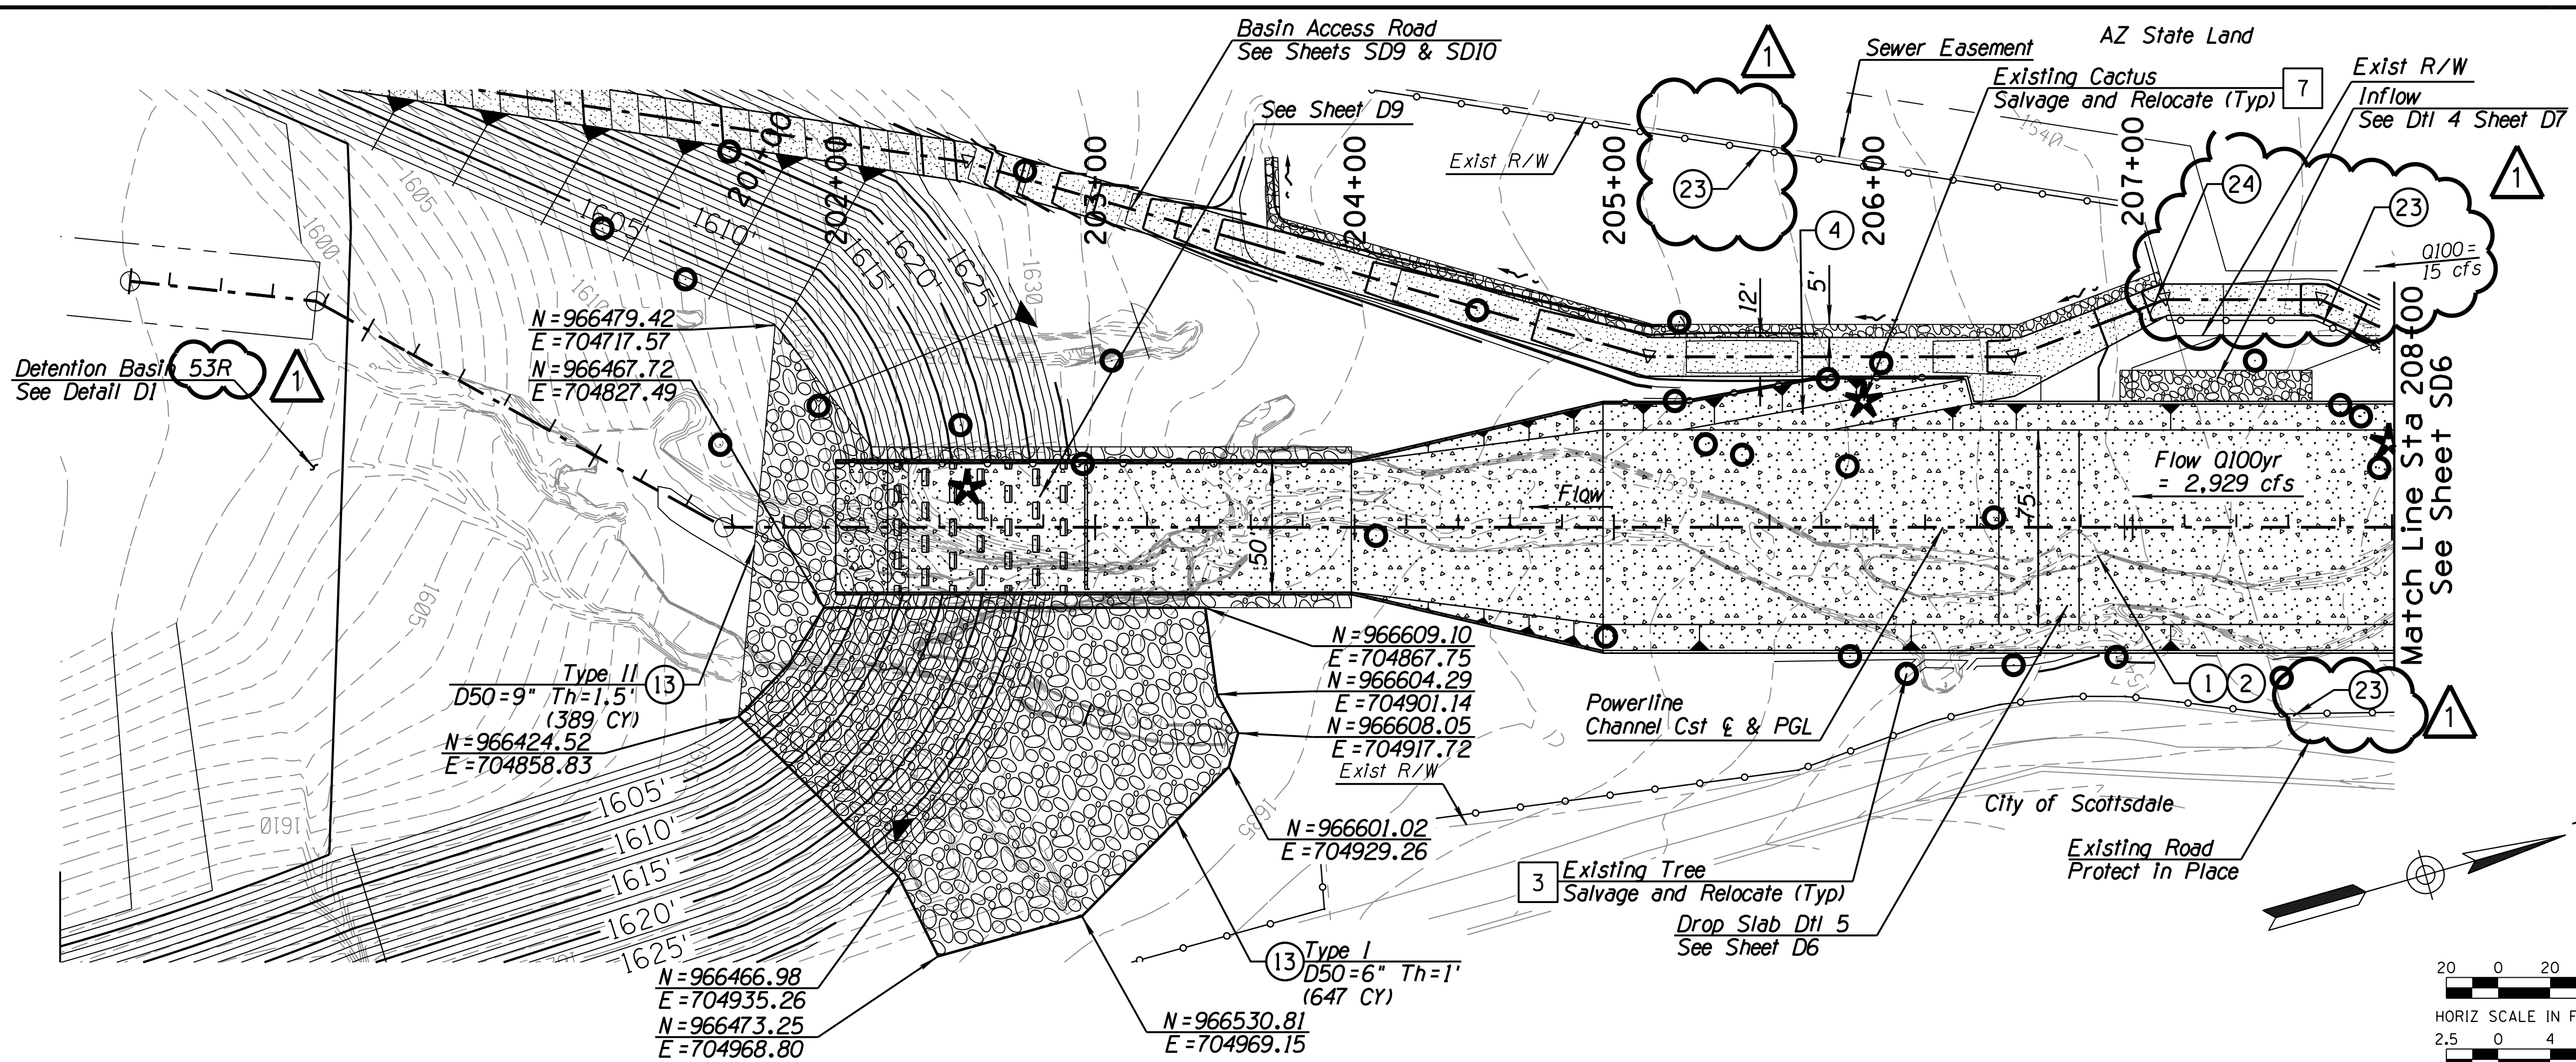 Basin Access Road
See Sheets SD9 & SD10
See Sheet D9
1
Sewer Easement
AZ State Land
Existing Cactus
Salvage and Relocate (Typ)
7
Exist R/W
Inflow
See Dtl 4 Sheet D7
1540
1
24
23
Q100 =
15 cfs
Exist R/W
23
4
12'
5'
201+00
202+00
203+00
204+00
205+00
206+00
207+00
1605
1600
1610
1605'
1610'
1615'
1620'
1625'
1630
N=966479.42
E=704717.57
N=966467.72
E=704827.49
Detention Basin 53R
See Detail D1
1
Flow
1535
50'
75'
Flow Q100yr
= 2,929 cfs
Match Line Sta 208+00
See Sheet SD6
1605
Type II
D50=9" Th=1.5'
(389 CY)
13
N=966424.52
E=704858.83
N=966609.10
E=704867.75
N=966604.29
E=704901.14
N=966608.05
E=704917.72
Exist R/W
Powerline
Channel Cst ℄ & PGL
1
2
23
1
1635
N=966601.02
E=704929.26
City of Scottsdale
Existing Road
Protect in Place
3
Existing Tree
Salvage and Relocate (Typ)
Drop Slab Dtl 5
See Sheet D6
1610
1605'
1610'
1615'
1620'
1625'
13
Type I
D50=6" Th=1'
(647 CY)
N=966466.98
E=704935.26
N=966473.25
E=704968.80
N=966530.81
E=704969.15
20 0 20
HORIZ SCALE IN F
2.5 0 4